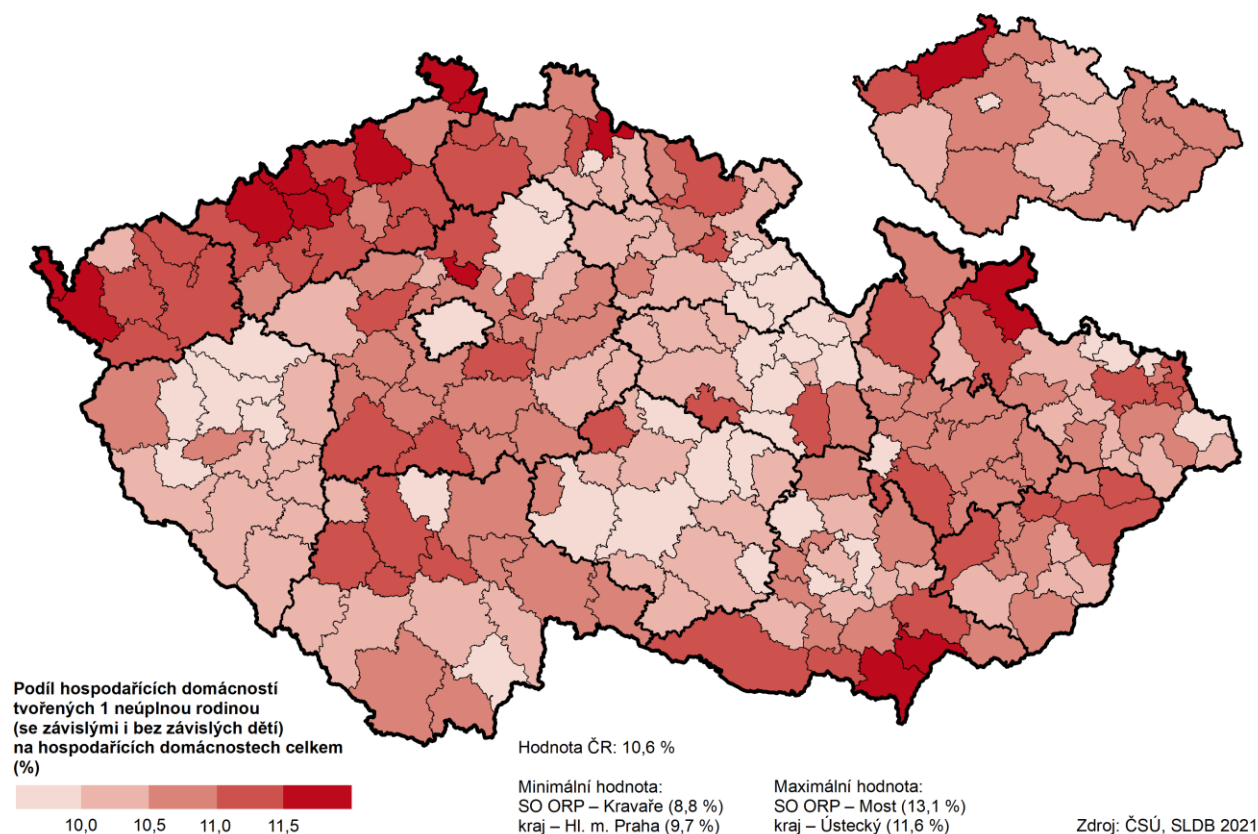 Podíl hospodařících domácností
tvořených 1 neúplnou rodinou
(se závislými i bez závislých dětí)
na hospodařících domácnostech celkem
(%)
10,0 10,5 11,0 11,5
Hodnota ČR: 10,6 %
Minimální hodnota:
SO ORP – Kravaře (8,8 %)
kraj – Hl. m. Praha (9,7 %)
Maximální hodnota:
SO ORP – Most (13,1 %)
kraj – Ústecký (11,6 %)
Zdroj: ČSÚ, SLDB 2021